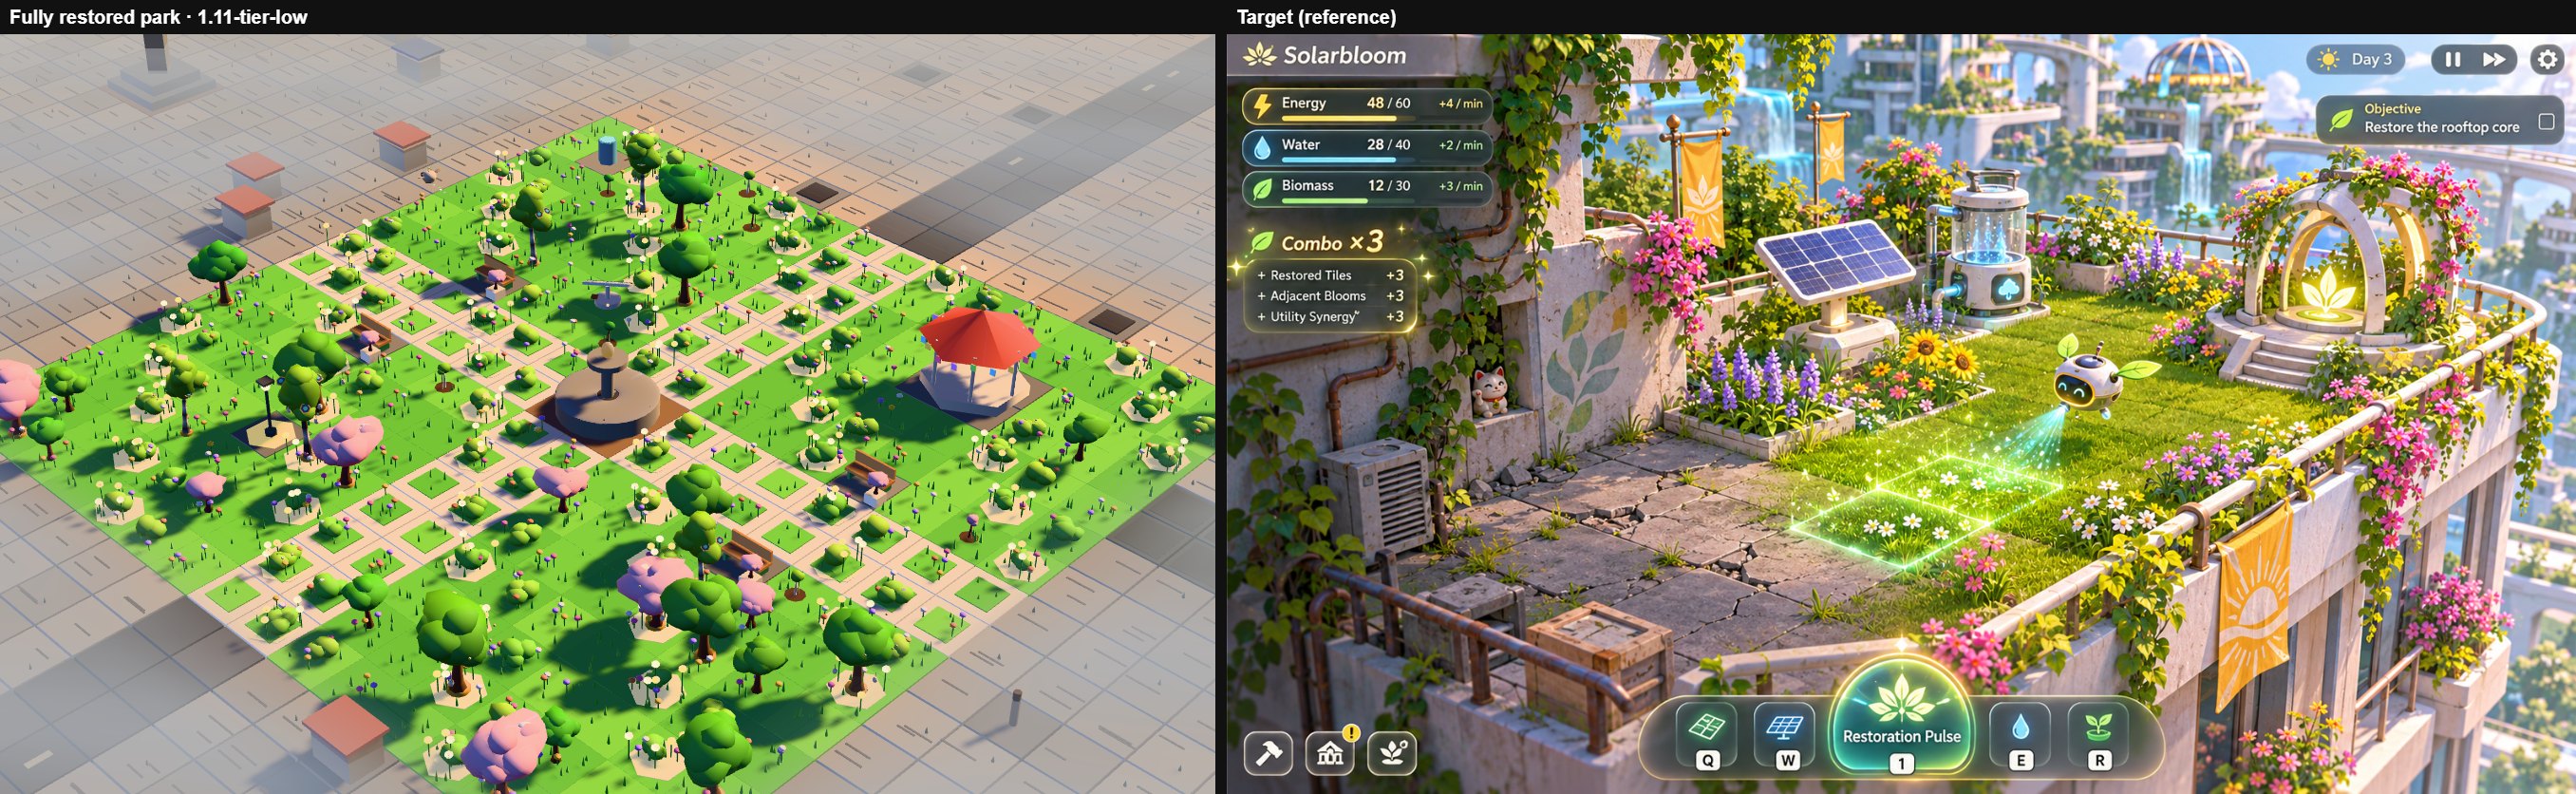 Fully restored park · 1.11-tier-low
Target (reference)
Solarbloom
Day 3
Energy 48 / 60 +4 / min
Water 28 / 40 +2 / min
Biomass 12 / 30 +3 / min
Objective
Restore the rooftop core
Combo ×3
+ Restored Tiles +3
+ Adjacent Blooms +3
+ Utility Synergy +3
!
Restoration Pulse
Q W 1 E R